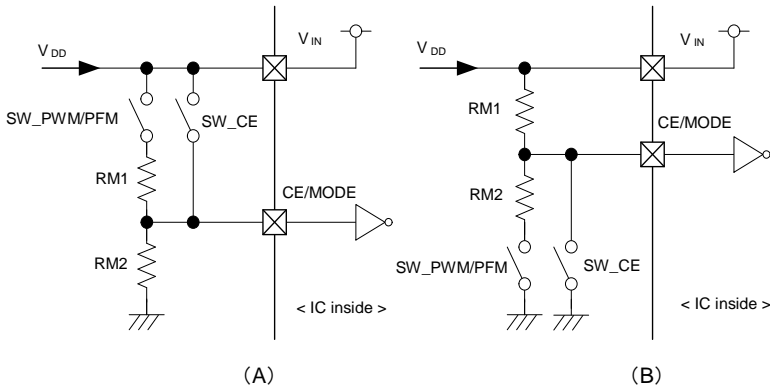 V DD
V IN
SW_PWM/PFM
SW_CE
RM1
CE/MODE
RM2
< IC inside >
(A)
V DD
V IN
RM1
CE/MODE
RM2
SW_PWM/PFM
SW_CE
< IC inside >
(B)